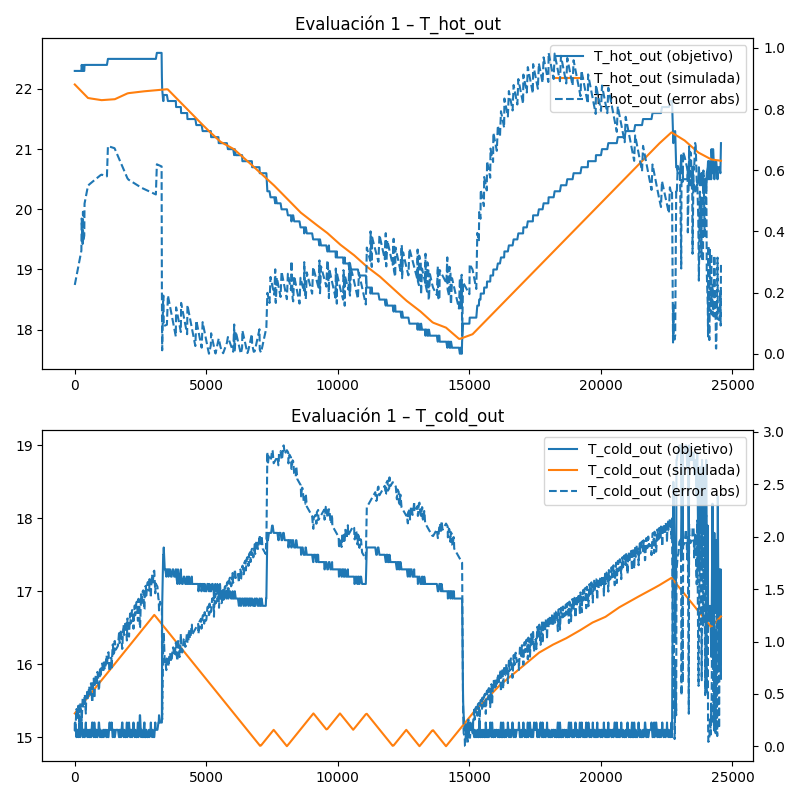 Evaluación 1 – T_hot_out
T_hot_out (objetivo)
T_hot_out (simulada)
T_hot_out (error abs)
22
21
20
19
18
1.0
0.8
0.6
0.4
0.2
0.0
0 5000 10000 15000 20000 25000
Evaluación 1 – T_cold_out
T_cold_out (objetivo)
T_cold_out (simulada)
T_cold_out (error abs)
19
18
17
16
15
3.0
2.5
2.0
1.5
1.0
0.5
0.0
0 5000 10000 15000 20000 25000